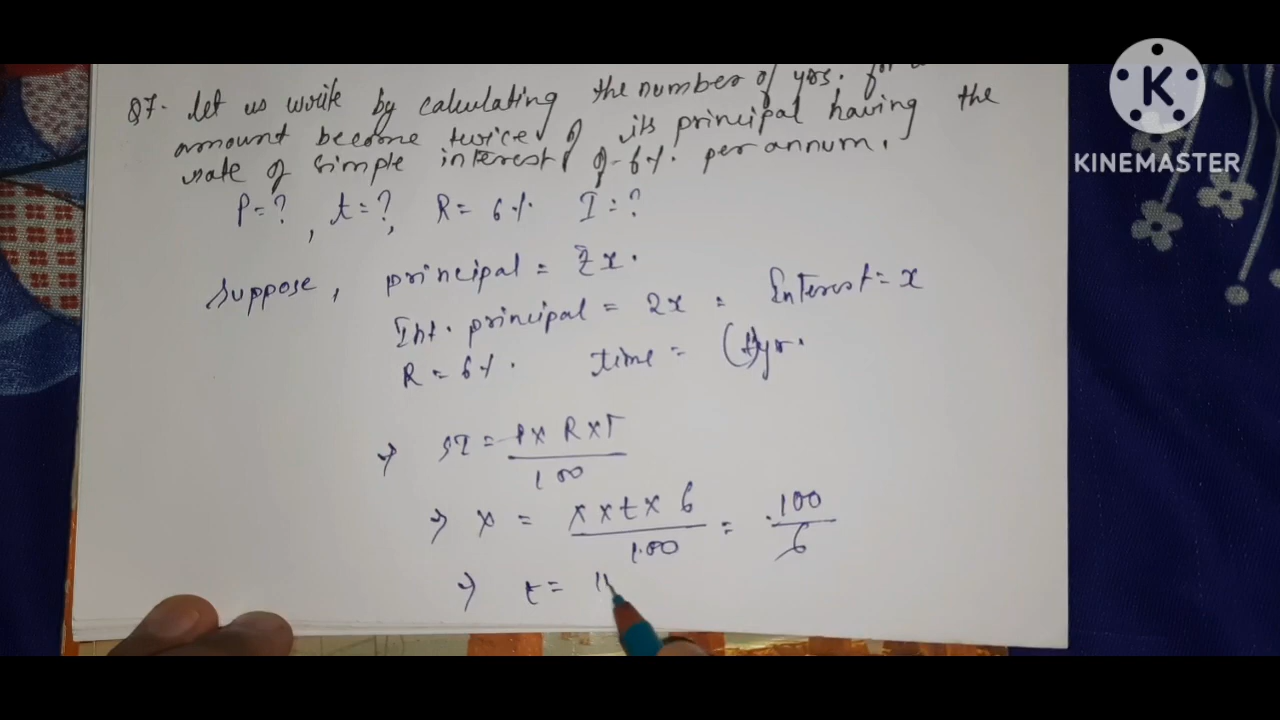 Q7. let us write by calculating the number of yrs. for
amount become twice of its principal having the
rate of simple interest of 6%. per annum.
P=?, t=?, R= 6%. I=?
Suppose, principal = ₹x.
Int. principal = 2x = Interest = x
R = 6%. time = (t)yr.
⇒ SI = P x R x T
100
⇒ x = x x t x 6 = 100
100 6
⇒ t =
K
KINEMASTER